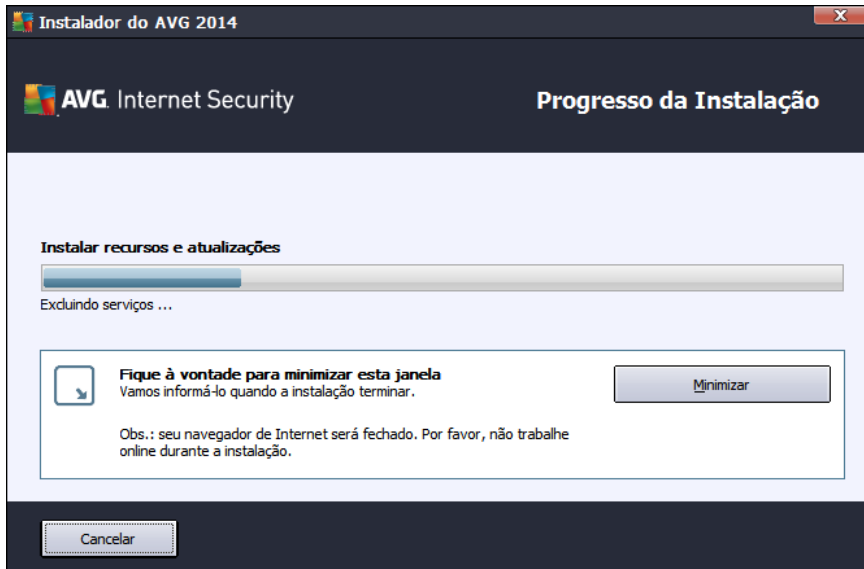 Instalador do AVG 2014
X
AVG. Internet Security
Progresso da Instalação
Instalar recursos e atualizações
Excluindo serviços ...
Fique à vontade para minimizar esta janela
Vamos informá-lo quando a instalação terminar.
Minimizar
Obs.: seu navegador de Internet será fechado. Por favor, não trabalhe
online durante a instalação.
Cancelar